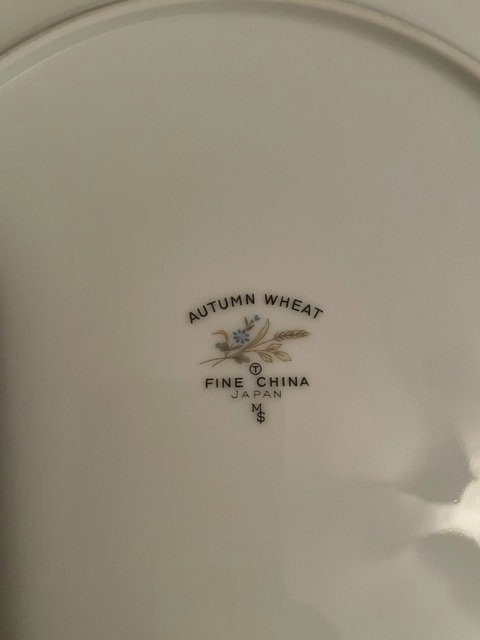 AUTUMN WHEAT
Ⓣ
FINE CHINA
JAPAN
M
$